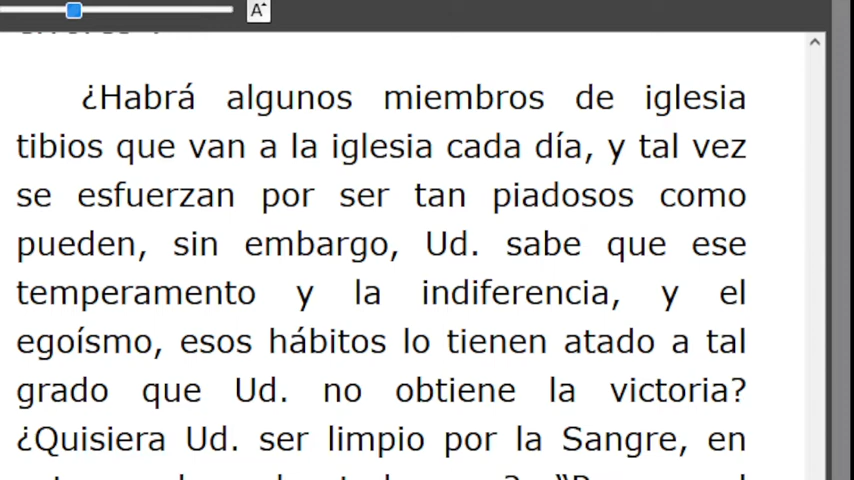 A
¿Habrá algunos miembros de iglesia
tibios que van a la iglesia cada día, y tal vez
se esfuerzan por ser tan piadosos como
pueden, sin embargo, Ud. sabe que ese
temperamento y la indiferencia, y el
egoísmo, esos hábitos lo tienen atado a tal
grado que Ud. no obtiene la victoria?
¿Quisiera Ud. ser limpio por la Sangre, en